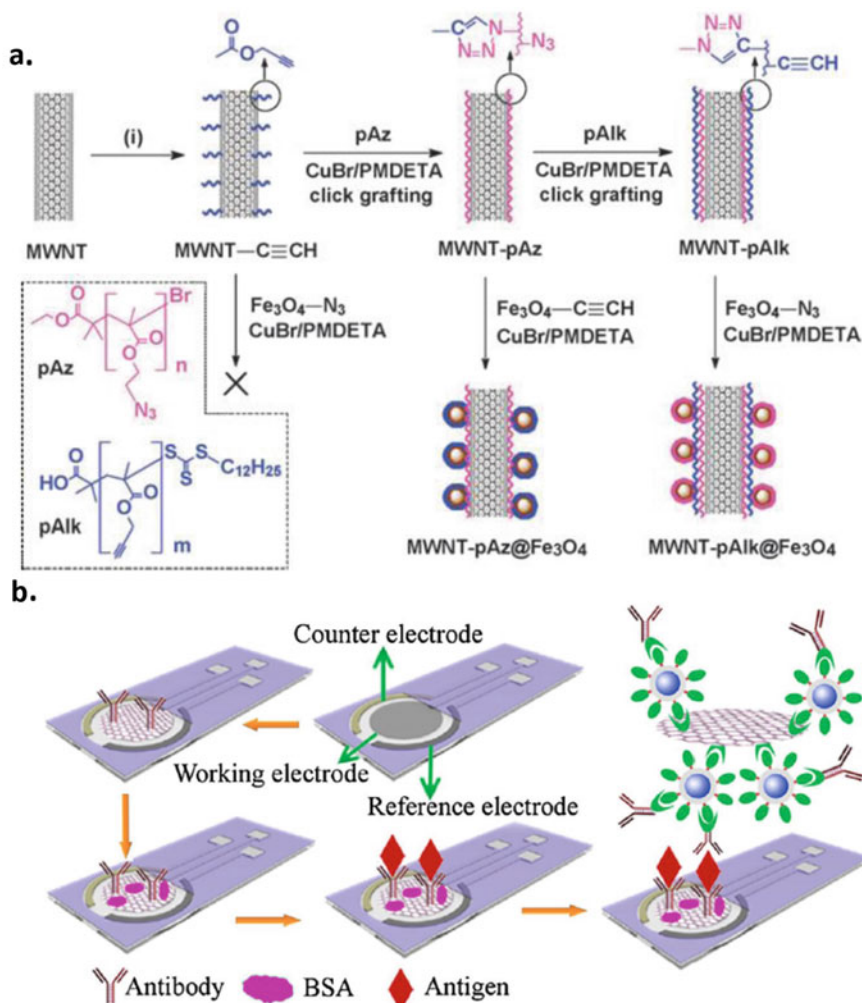 a.
O
O
N
N=N
N₃
N=N
N
C
C≡CH
(i)
pAz
CuBr/PMDETA
click grafting
pAlk
CuBr/PMDETA
click grafting
MWNT
MWNT—C≡CH
MWNT-pAz
MWNT-pAlk
Fe₃O₄—N₃
CuBr/PMDETA
Fe₃O₄—C≡CH
CuBr/PMDETA
Fe₃O₄—N₃
CuBr/PMDETA
O
Br
O
O
O
n
pAz
N₃
O
HO
S
S
S
C₁₂H₂₅
O
O
pAlk
m
MWNT-pAz@Fe₃O₄
MWNT-pAlk@Fe₃O₄
b.
Counter electrode
Working electrode
Reference electrode
Antibody
BSA
Antigen